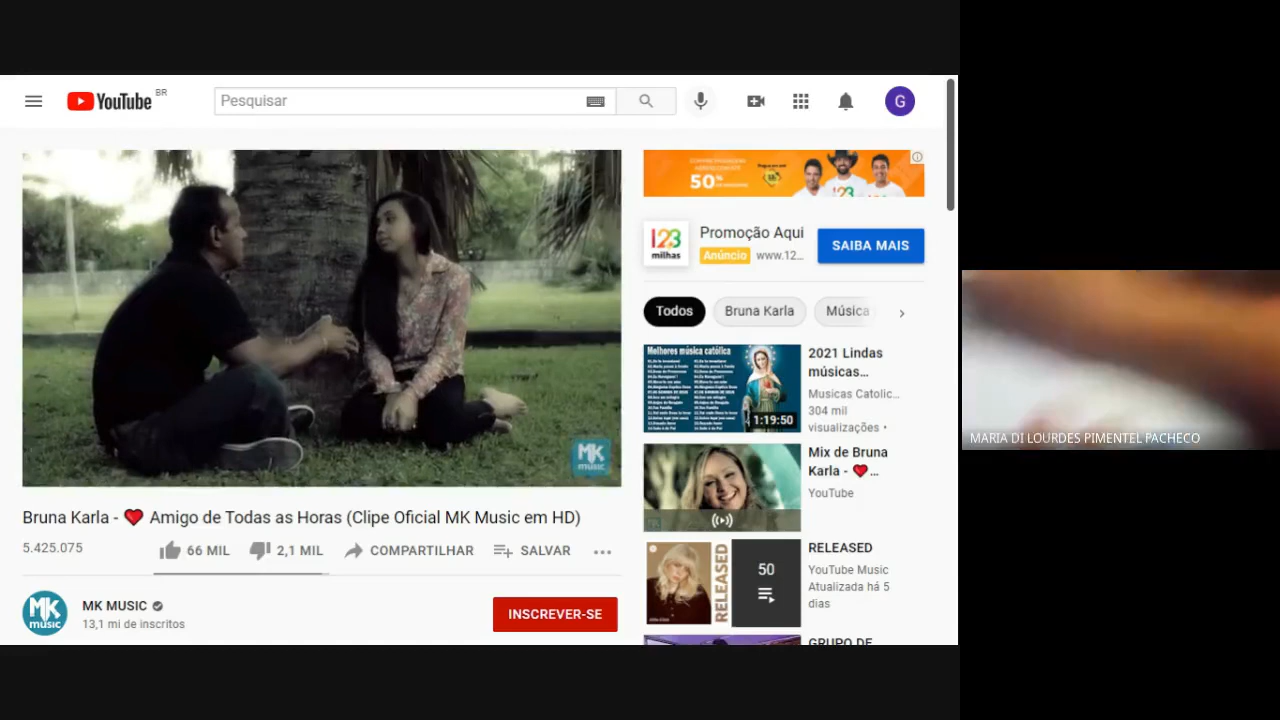 YouTube BR
Pesquisar
G
50%
123
MK
music
Bruna Karla - ❤️ Amigo de Todas as Horas (Clipe Oficial MK Music em HD)
5.425.075
66 MIL
2,1 MIL
COMPARTILHAR
SALVAR
MK
music
MK MUSIC
13,1 mi de inscritos
INSCREVER-SE
123
milhas
Promoção Aqui
Anúncio www.12...
SAIBA MAIS
Todos
Bruna Karla
Música
Melhores música católica
1:19:50
2021 Lindas
músicas...
Musicas Catolic...
304 mil
visualizações •
Mix de Bruna
Karla - ❤️ ...
YouTube
RELEASED
50
RELEASED
YouTube Music
Atualizada há 5
dias
GRUPO DE
MARIA DI LOURDES PIMENTEL PACHECO